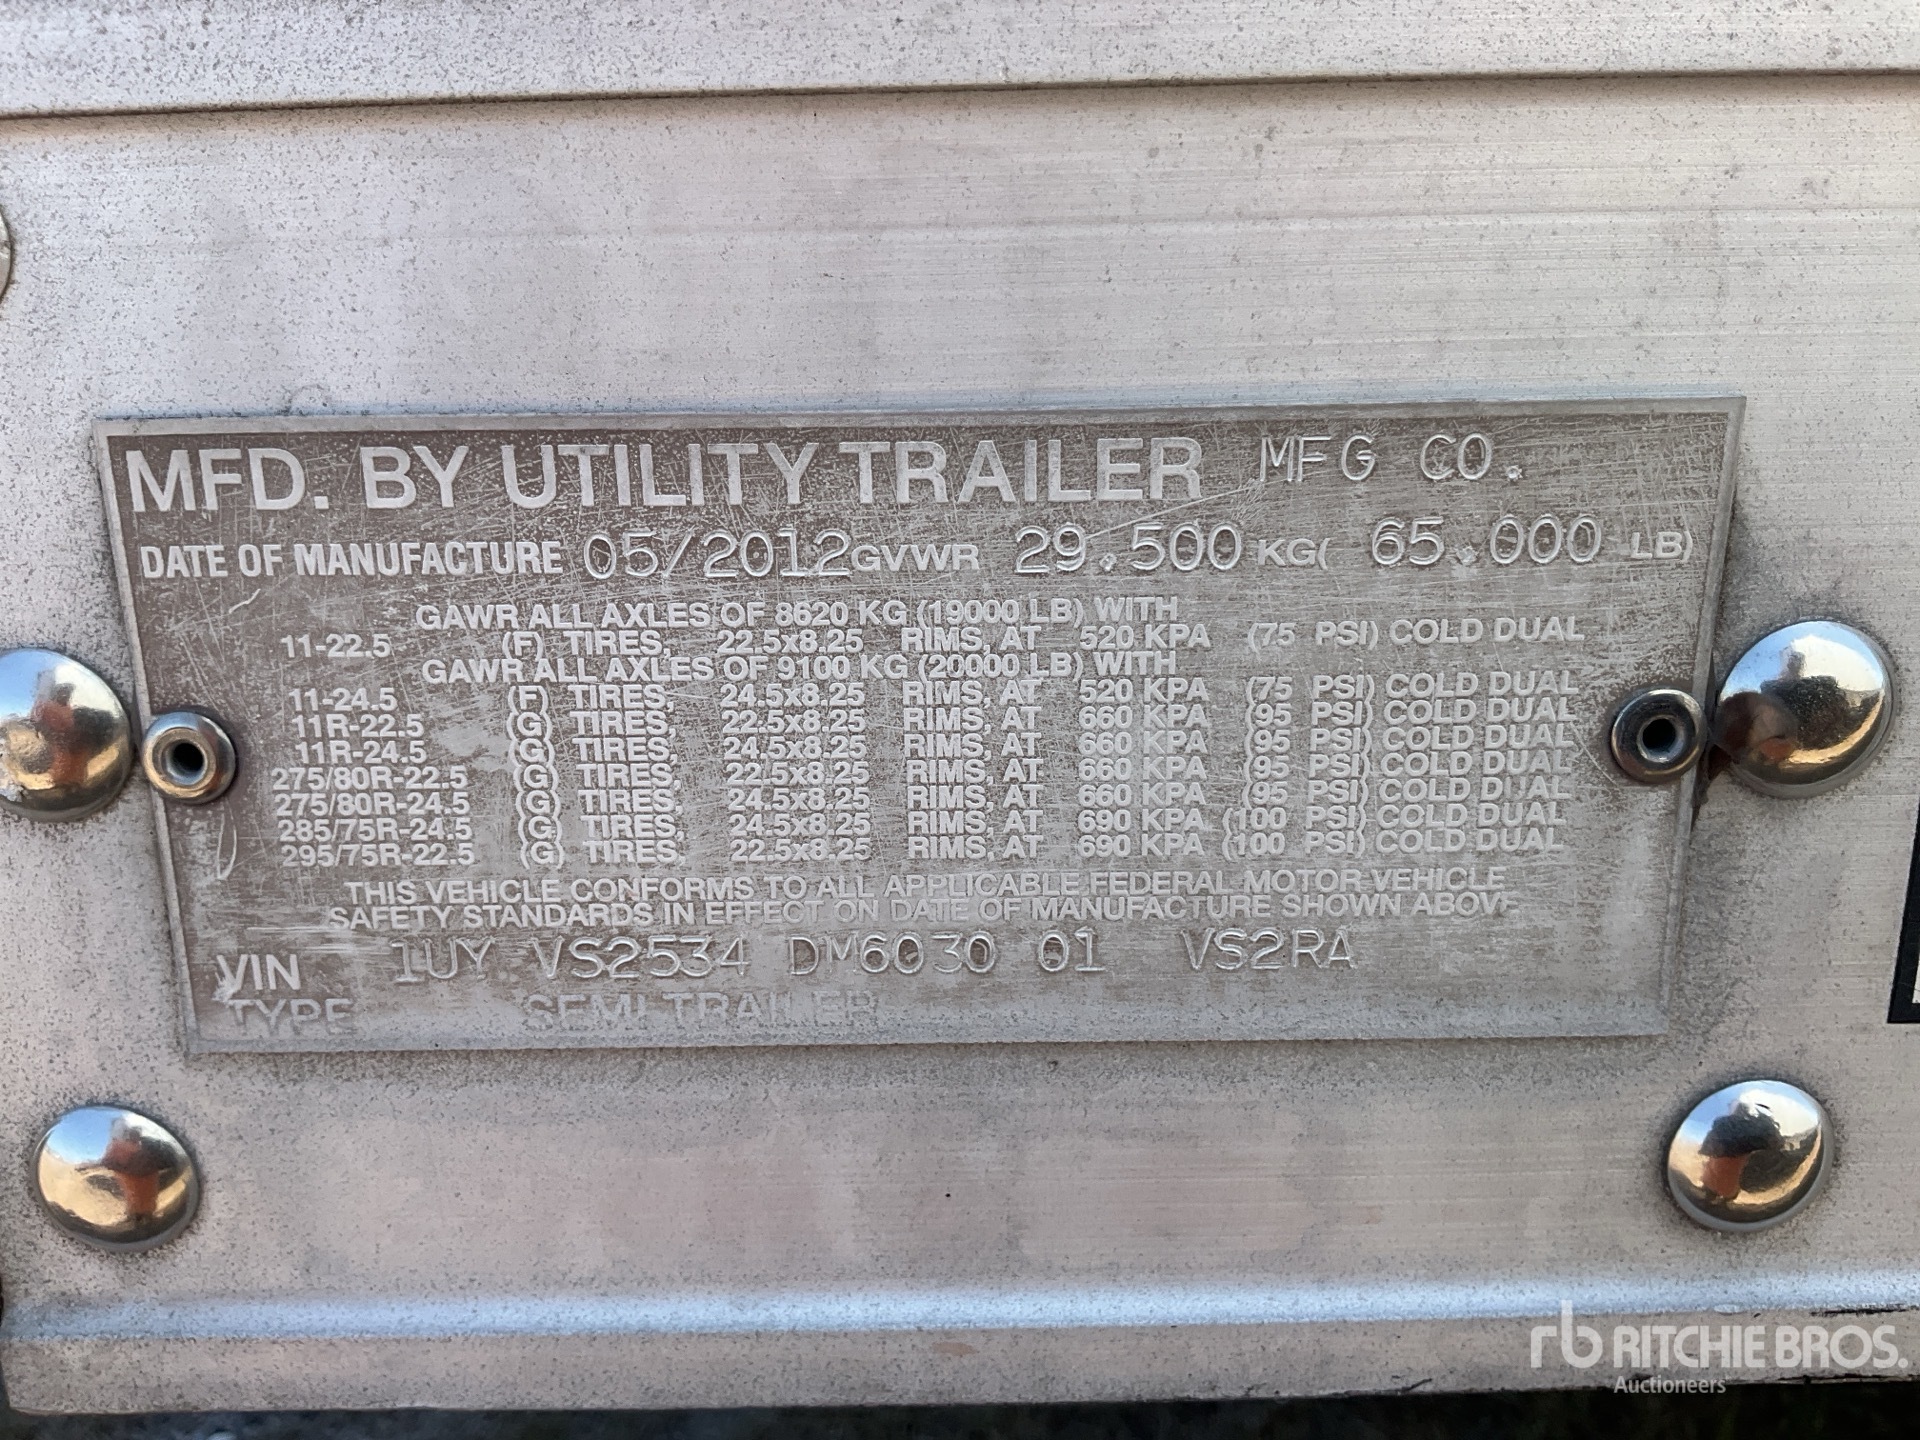 MFD. BY UTILITY TRAILER MFG CO.
DATE OF MANUFACTURE 05/2012 GVWR 29.500 KG( 65.000 LB)
GAWR ALL AXLES OF 8620 KG (19000 LB) WITH
11-22.5 (F) TIRES, 22.5x8.25 RIMS, AT 520 KPA (75 PSI) COLD DUAL
GAWR ALL AXLES OF 9100 KG (20000 LB) WITH
11-24.5 (F) TIRES, 24.5x8.25 RIMS, AT 520 KPA (75 PSI) COLD DUAL
11R-22.5 (G) TIRES, 22.5x8.25 RIMS, AT 660 KPA (95 PSI) COLD DUAL
11R-24.5 (G) TIRES, 24.5x8.25 RIMS, AT 660 KPA (95 PSI) COLD DUAL
275/80R-22.5 (G) TIRES, 22.5x8.25 RIMS, AT 660 KPA (95 PSI) COLD DUAL
275/80R-24.5 (G) TIRES, 24.5x8.25 RIMS, AT 660 KPA (95 PSI) COLD DUAL
285/75R-24.5 (G) TIRES, 24.5x8.25 RIMS, AT 690 KPA (100 PSI) COLD DUAL
295/75R-22.5 (G) TIRES, 22.5x8.25 RIMS, AT 690 KPA (100 PSI) COLD DUAL
THIS VEHICLE CONFORMS TO ALL APPLICABLE FEDERAL MOTOR VEHICLE
SAFETY STANDARDS IN EFFECT ON DATE OF MANUFACTURE SHOWN ABOVE
VIN 1UY VS2534 DM6030 01 VS2RA
TYPE SEMI TRAILER
rb RITCHIE BROS.
Auctioneers